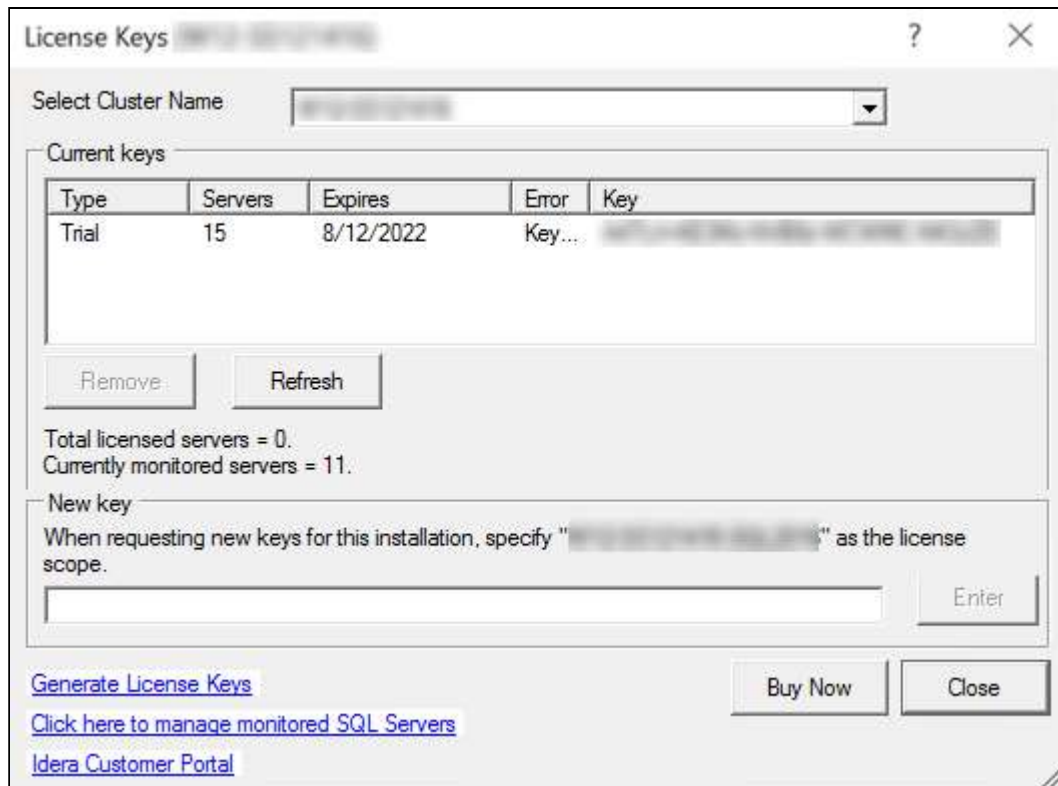 License Keys
Select Cluster Name
Current keys
Type Servers Expires Error Key
Trial 15 8/12/2022 Key...
Remove Refresh
Total licensed servers = 0.
Currently monitored servers = 11.
New key
When requesting new keys for this installation, specify " " as the license
scope.
Enter
Generate License Keys
Buy Now Close
Click here to manage monitored SQL Servers
Idera Customer Portal